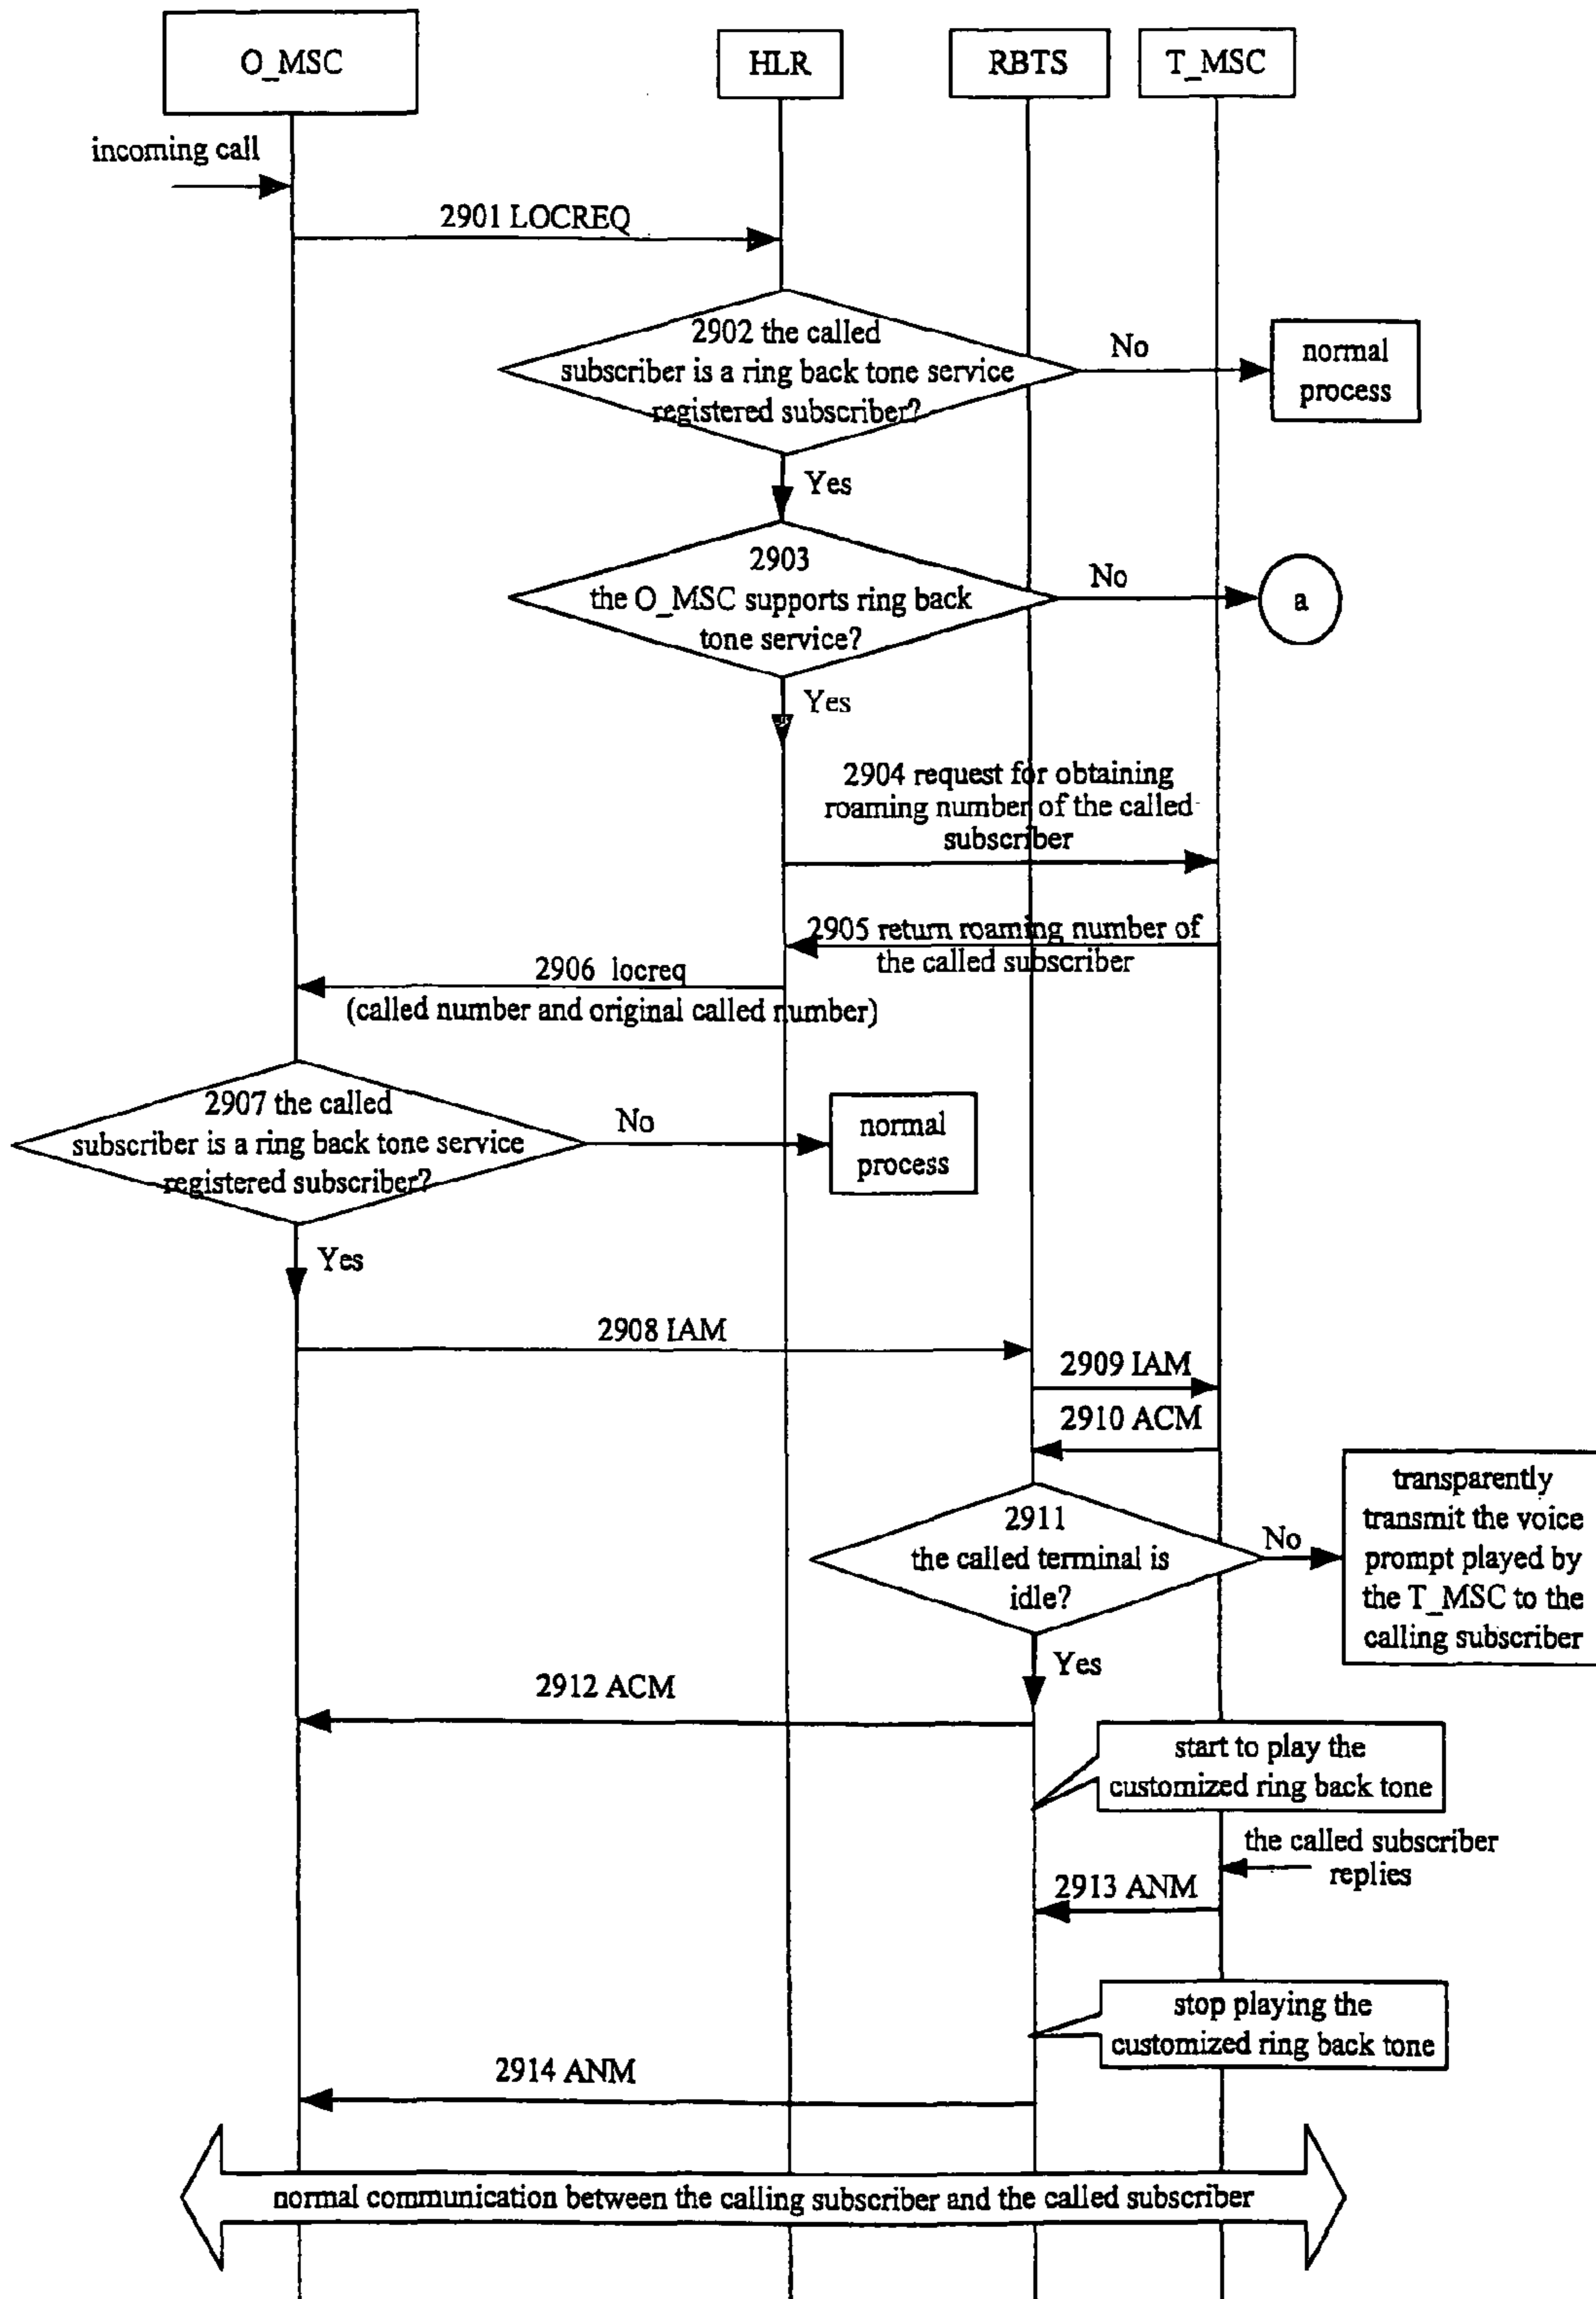 O_MSC
HLR
RBTS
T_MSC
incoming call
2901 LOCREQ
2902 the called
subscriber is a ring back tone service
registered subscriber?
No
normal
process
Yes
2903
the O_MSC supports ring back
tone service?
No
a
Yes
2904 request for obtaining
roaming number of the called
subscriber
2905 return roaming number of
the called subscriber
2906 locreq
(called number and original called number)
2907 the called
subscriber is a ring back tone service
registered subscriber?
No
normal
process
Yes
2908 IAM
2909 IAM
2910 ACM
2911
the called terminal is
idle?
No
transparently
transmit the voice
prompt played by
the T_MSC to the
calling subscriber
Yes
2912 ACM
start to play the
customized ring back tone
the called subscriber
replies
2913 ANM
stop playing the
customized ring back tone
2914 ANM
normal communication between the calling subscriber and the called subscriber